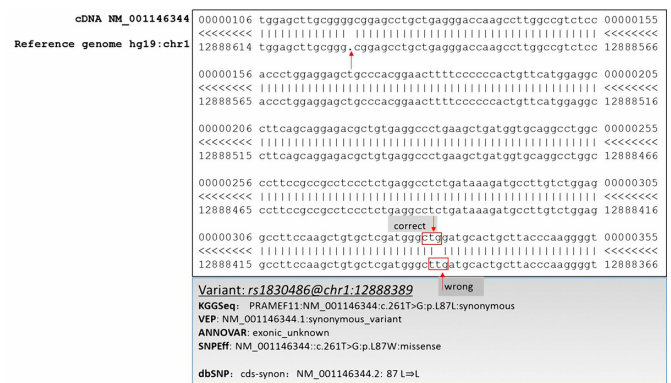 cDNA NM_001146344 00000106 tggagcttgcggggcggagcctgctgagggaccaagccttggccgtctcc 00000155
<<<<<<<< ||||||||||||| |||||||||||||||||||||||||||||||||||| <<<<<<<<
Reference genome hg19:chr1 12888614 tggagcttgcggg.cggagcctgctgagggaccaagccttggccgtctcc 12888566
00000156 accctggaggagctgcccacggaacttttccccccactgttcatggaggc 00000205
<<<<<<<< |||||||||||||||||||||||||||||||||||||||||||||||||| <<<<<<<<
12888565 accctggaggagctgcccacggaacttttccccccactgttcatggaggc 12888516
00000206 cttcagcaggagacgctgtgaggccctgaagctgatggtgcaggcctggc 00000255
<<<<<<<< |||||||||||||||||||||||||||||||||||||||||||||||||| <<<<<<<<
12888515 cttcagcaggagacgctgtgaggccctgaagctgatggtgcaggcctggc 12888466
00000256 ccttccgccgcctccctctgaggcctctgataaagatgccttgtctggag 00000305
<<<<<<<< |||||||||||||||||||||||||||||||||||||||||||||||||| <<<<<<<<
12888465 ccttccgccgcctccctctgaggcctctgataaagatgccttgtctggag 12888416
correct
00000306 gccttccaagctgtgctcgatgggctggatgcactgcttacccaaggggt 00000355
<<<<<<<< |||||||||||||||||||||||||| ||||||||||||||||||||||| <<<<<<<<
12888415 gccttccaagctgtgctcgatgggcttgatgcactgcttacccaaggggt 12888366
wrong
Variant: rs1830486@chr1:12888389
KGGSeq: PRAMEF11:NM_001146344:c.261T>G:p.L87L:synonymous
VEP: NM_001146344.1:synonymous_variant
ANNOVAR: exonic_unknown
SNPEff: NM_001146344::c.261T>G:p.L87W:missense
dbSNP: cds-synon: NM_001146344.2: 87 L⇒L